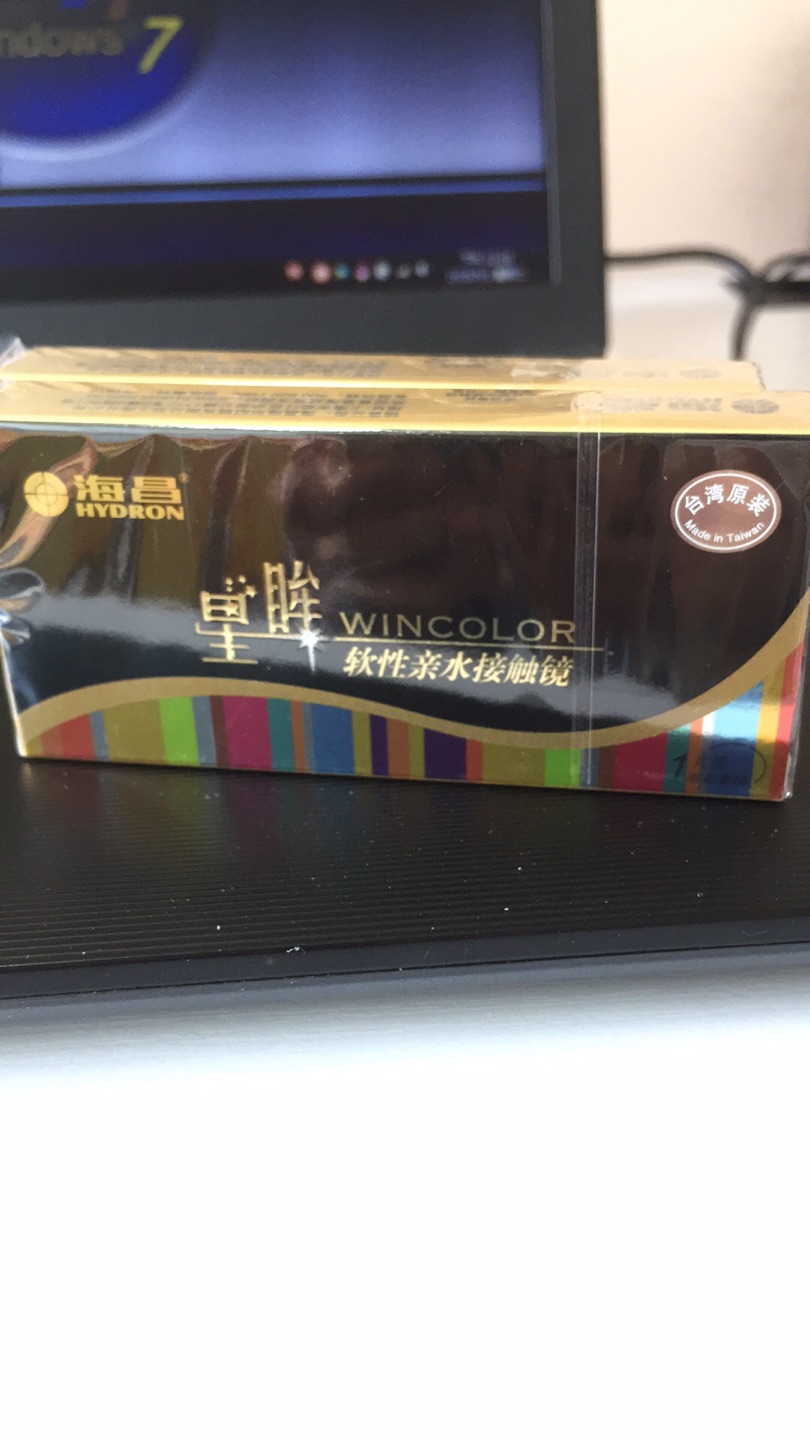 ndows 7
海昌®
HYDRON
台湾原装
Made in Taiwan
星眸 WINCOLOR
软性亲水接触镜